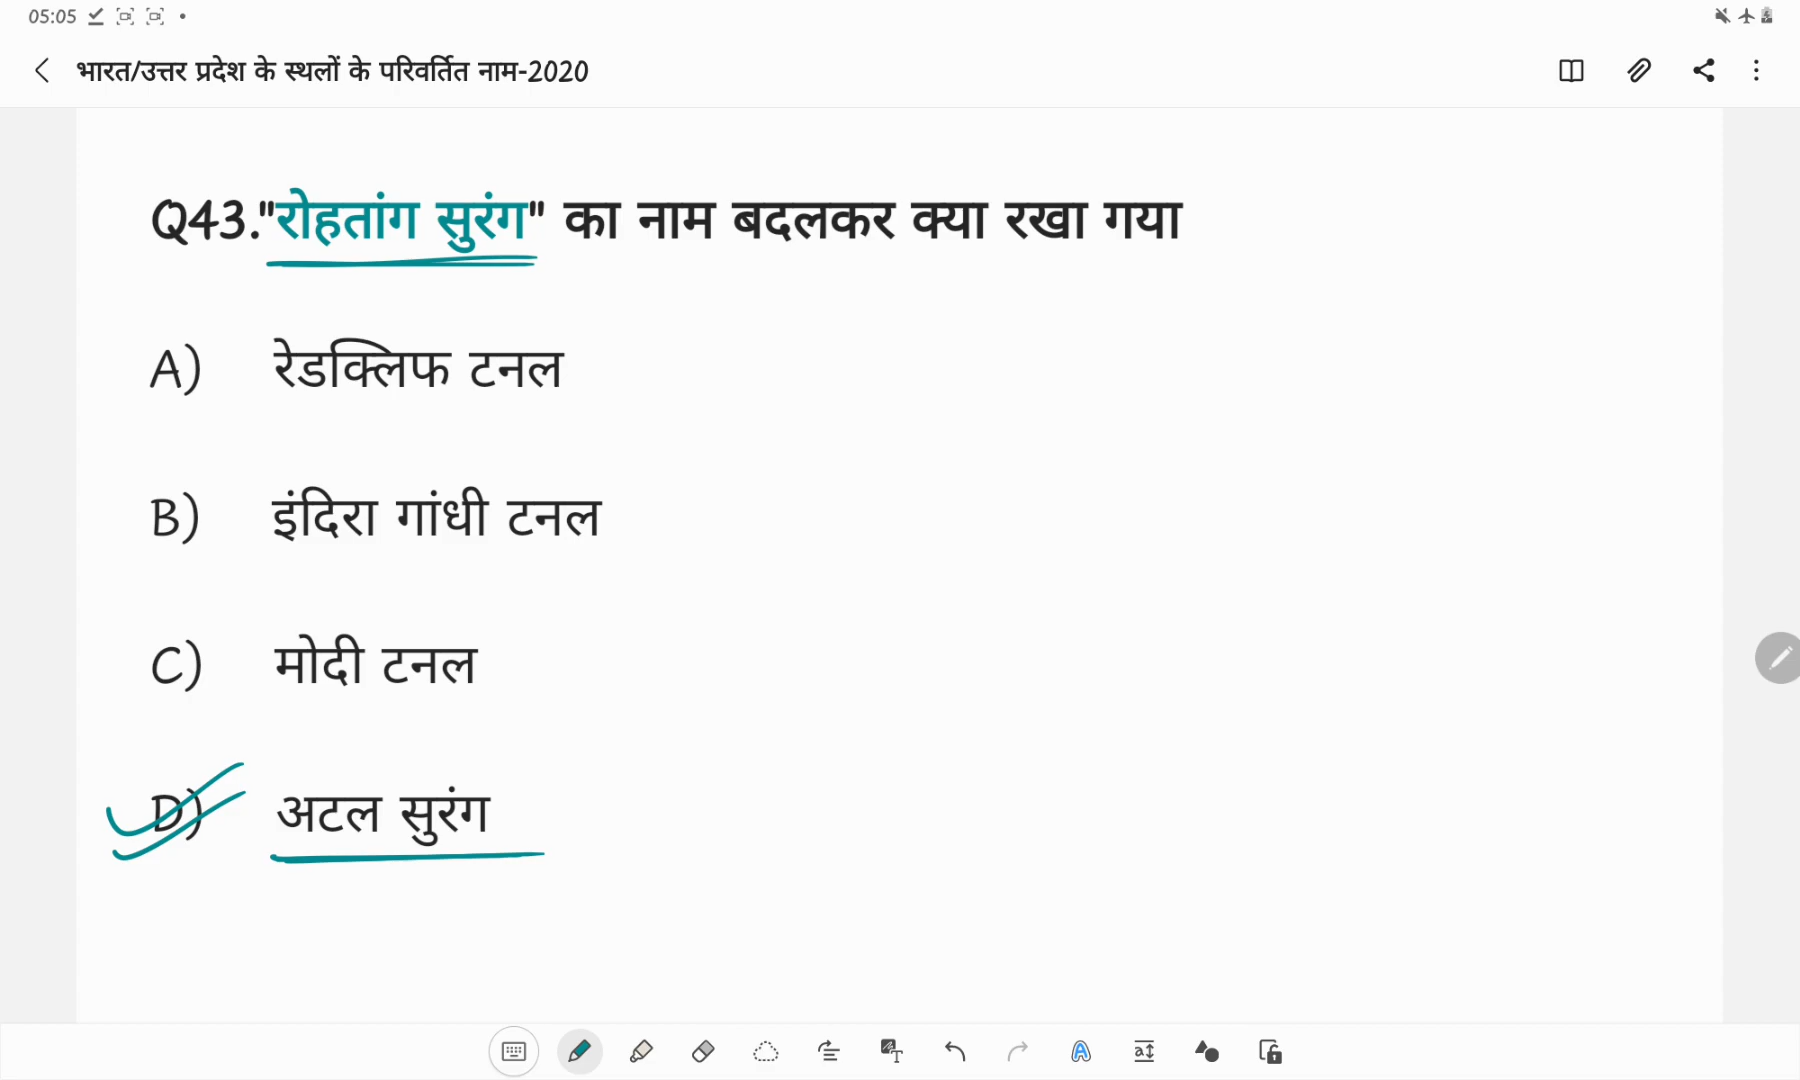 05:05
भारत/उत्तर प्रदेश के स्थलों के परिवर्तित नाम-2020
Q43."रोहतांग सुरंग" का नाम बदलकर क्या रखा गया
A) रेडक्लिफ टनल
B) इंदिरा गांधी टनल
C) मोदी टनल
D) अटल सुरंग